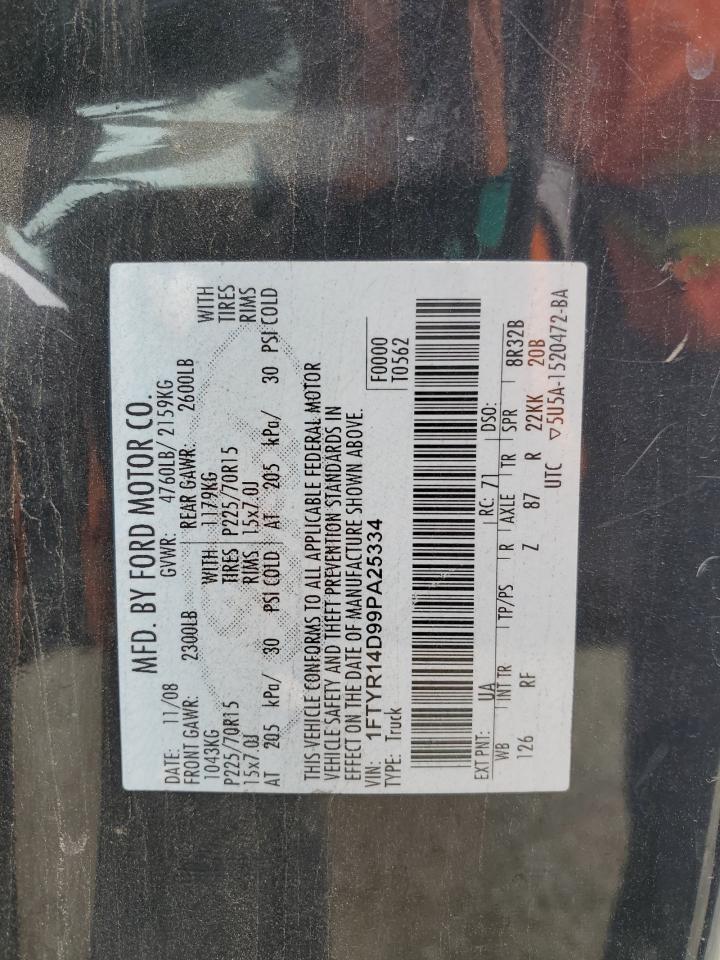 MFD. BY FORD MOTOR CO.
DATE: 11/08 GVWR: 4760LB/ 2159KG
FRONT GAWR: 2300LB REAR GAWR: 2600LB
1043KG WITH 1179KG WITH
P225/70R15 TIRES P225/70R15 TIRES
15x7.0J RIMS 15x7.0J RIMS
AT 205 kPa/ 30 PSI COLD AT 205 kPa/ 30 PSI COLD
THIS VEHICLE CONFORMS TO ALL APPLICABLE FEDERAL MOTOR
VEHICLE SAFETY AND THEFT PREVENTION STANDARDS IN
EFFECT ON THE DATE OF MANUFACTURE SHOWN ABOVE.
VIN: 1FTYR14D99PA25334 F0000
TYPE: Truck T0562
EXT PNT: UA RC: 71 DSO:
WB INT TR TP/PS R AXLE TR SPR 8R32B
126 RF Z 87 R 22KK 20B
UTC ▽5U5A-1520472-BA